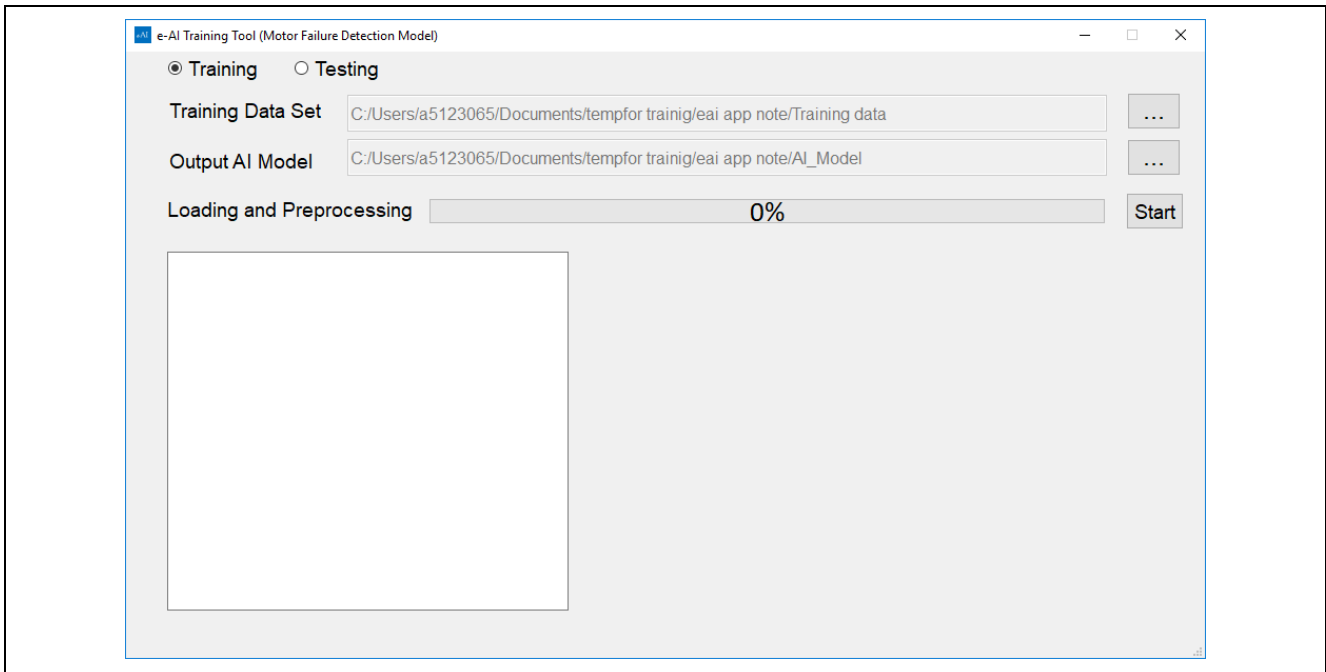 e-AI e-AI Training Tool (Motor Failure Detection Model)
Training Testing
Training Data Set C:/Users/a5123065/Documents/tempfor trainig/eai app note/Training data ...
Output AI Model C:/Users/a5123065/Documents/tempfor trainig/eai app note/AI_Model ...
Loading and Preprocessing 0% Start